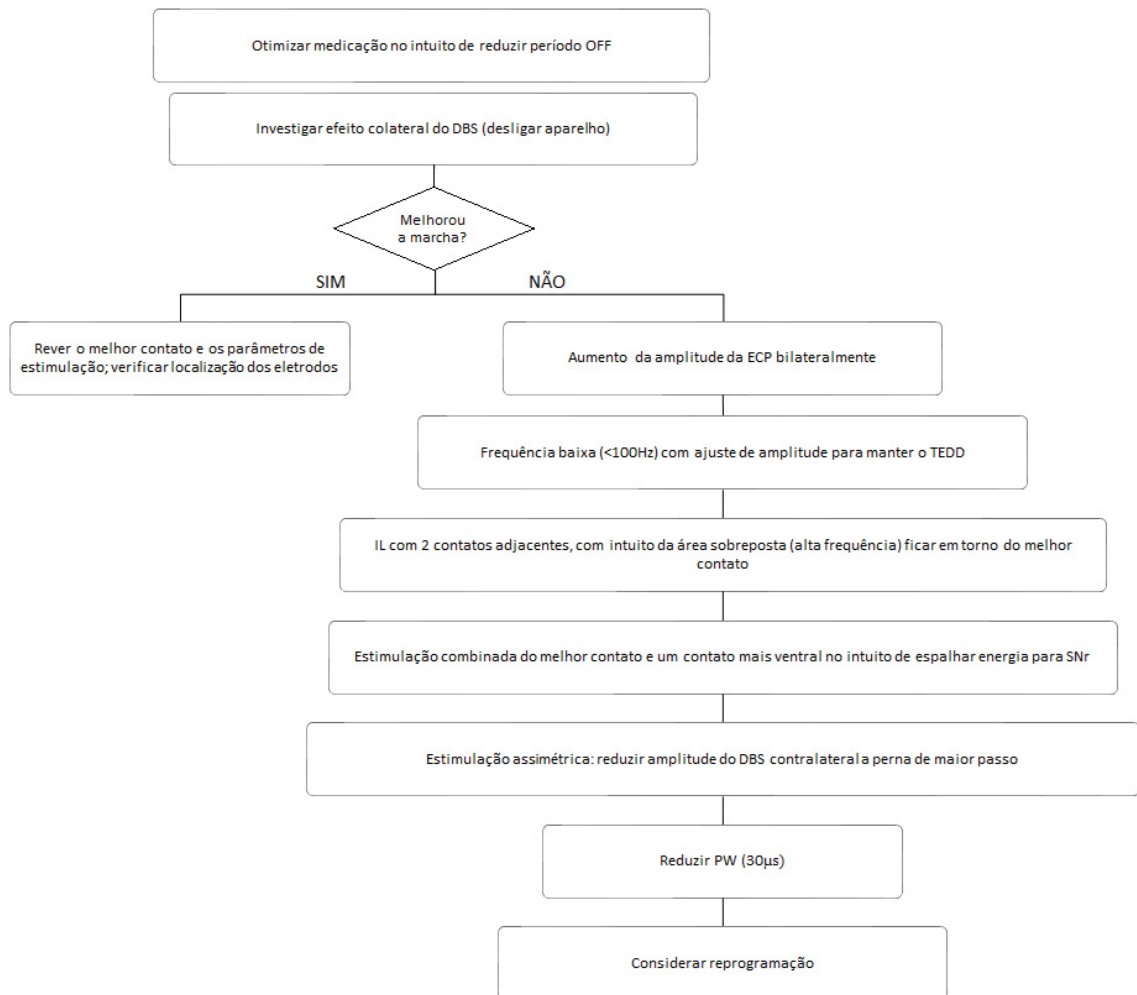 Otimizar medicação no intuito de reduzir período OFF
Investigar efeito colateral do DBS (desligar aparelho)
Melhorou
a marcha?
SIM
NÃO
Rever o melhor contato e os parâmetros de
estimulação; verificar localização dos eletrodos
Aumento da amplitude da ECP bilateralmente
Frequência baixa (<100Hz) com ajuste de amplitude para manter o TEDD
IL com 2 contatos adjacentes, com intuito da área sobreposta (alta frequência) ficar em torno do melhor
contato
Estimulação combinada do melhor contato e um contato mais ventral no intuito de espalhar energia para SNr
Estimulação assimétrica: reduzir amplitude do DBS contralateral a perna de maior passo
Reduzir PW (30µs)
Considerar reprogramação